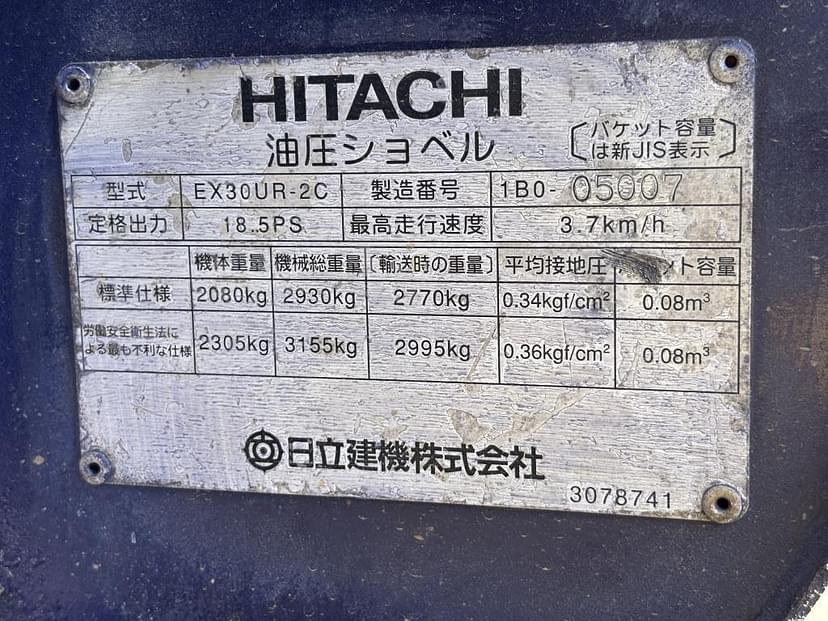 HITACHI
油圧ショベル
〔バケット容量
は新JIS表示〕
型式 EX30UR-2C 製造番号 1B0-05007
定格出力 18.5PS 最高走行速度 3.7km/h
機体重量 機械総重量 〔輸送時の重量〕 平均接地圧 ット容量
標準仕様 2080kg 2930kg 2770kg 0.34kgf/cm² 0.08m³
労働安全衛生法に
よる最も不利な仕様 2305kg 3155kg 2995kg 0.36kgf/cm² 0.08m³
日立建機株式会社
3078741